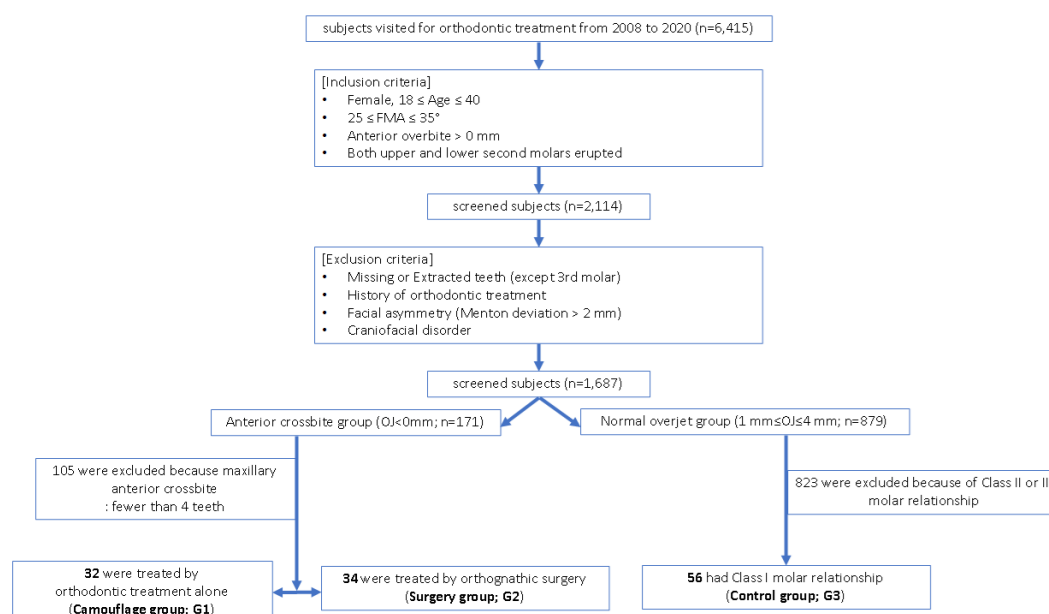 subjects visited for orthodontic treatment from 2008 to 2020 (n=6,415)
[Inclusion criteria]
• Female, 18 ≤ Age ≤ 40
• 25 ≤ FMA ≤ 35°
• Anterior overbite > 0 mm
• Both upper and lower second molars erupted
screened subjects (n=2,114)
[Exclusion criteria]
• Missing or Extracted teeth (except 3rd molar)
• History of orthodontic treatment
• Facial asymmetry (Menton deviation > 2 mm)
• Craniofacial disorder
screened subjects (n=1,687)
Anterior crossbite group (OJ<0mm; n=171)
Normal overjet group (1 mm≤OJ≤4 mm; n=879)
105 were excluded because maxillary
anterior crossbite
: fewer than 4 teeth
823 were excluded because of Class II or II
molar relationship
32 were treated by
orthodontic treatment alone
(Camouflage group; G1)
34 were treated by orthognathic surgery
(Surgery group; G2)
56 had Class I molar relationship
(Control group; G3)